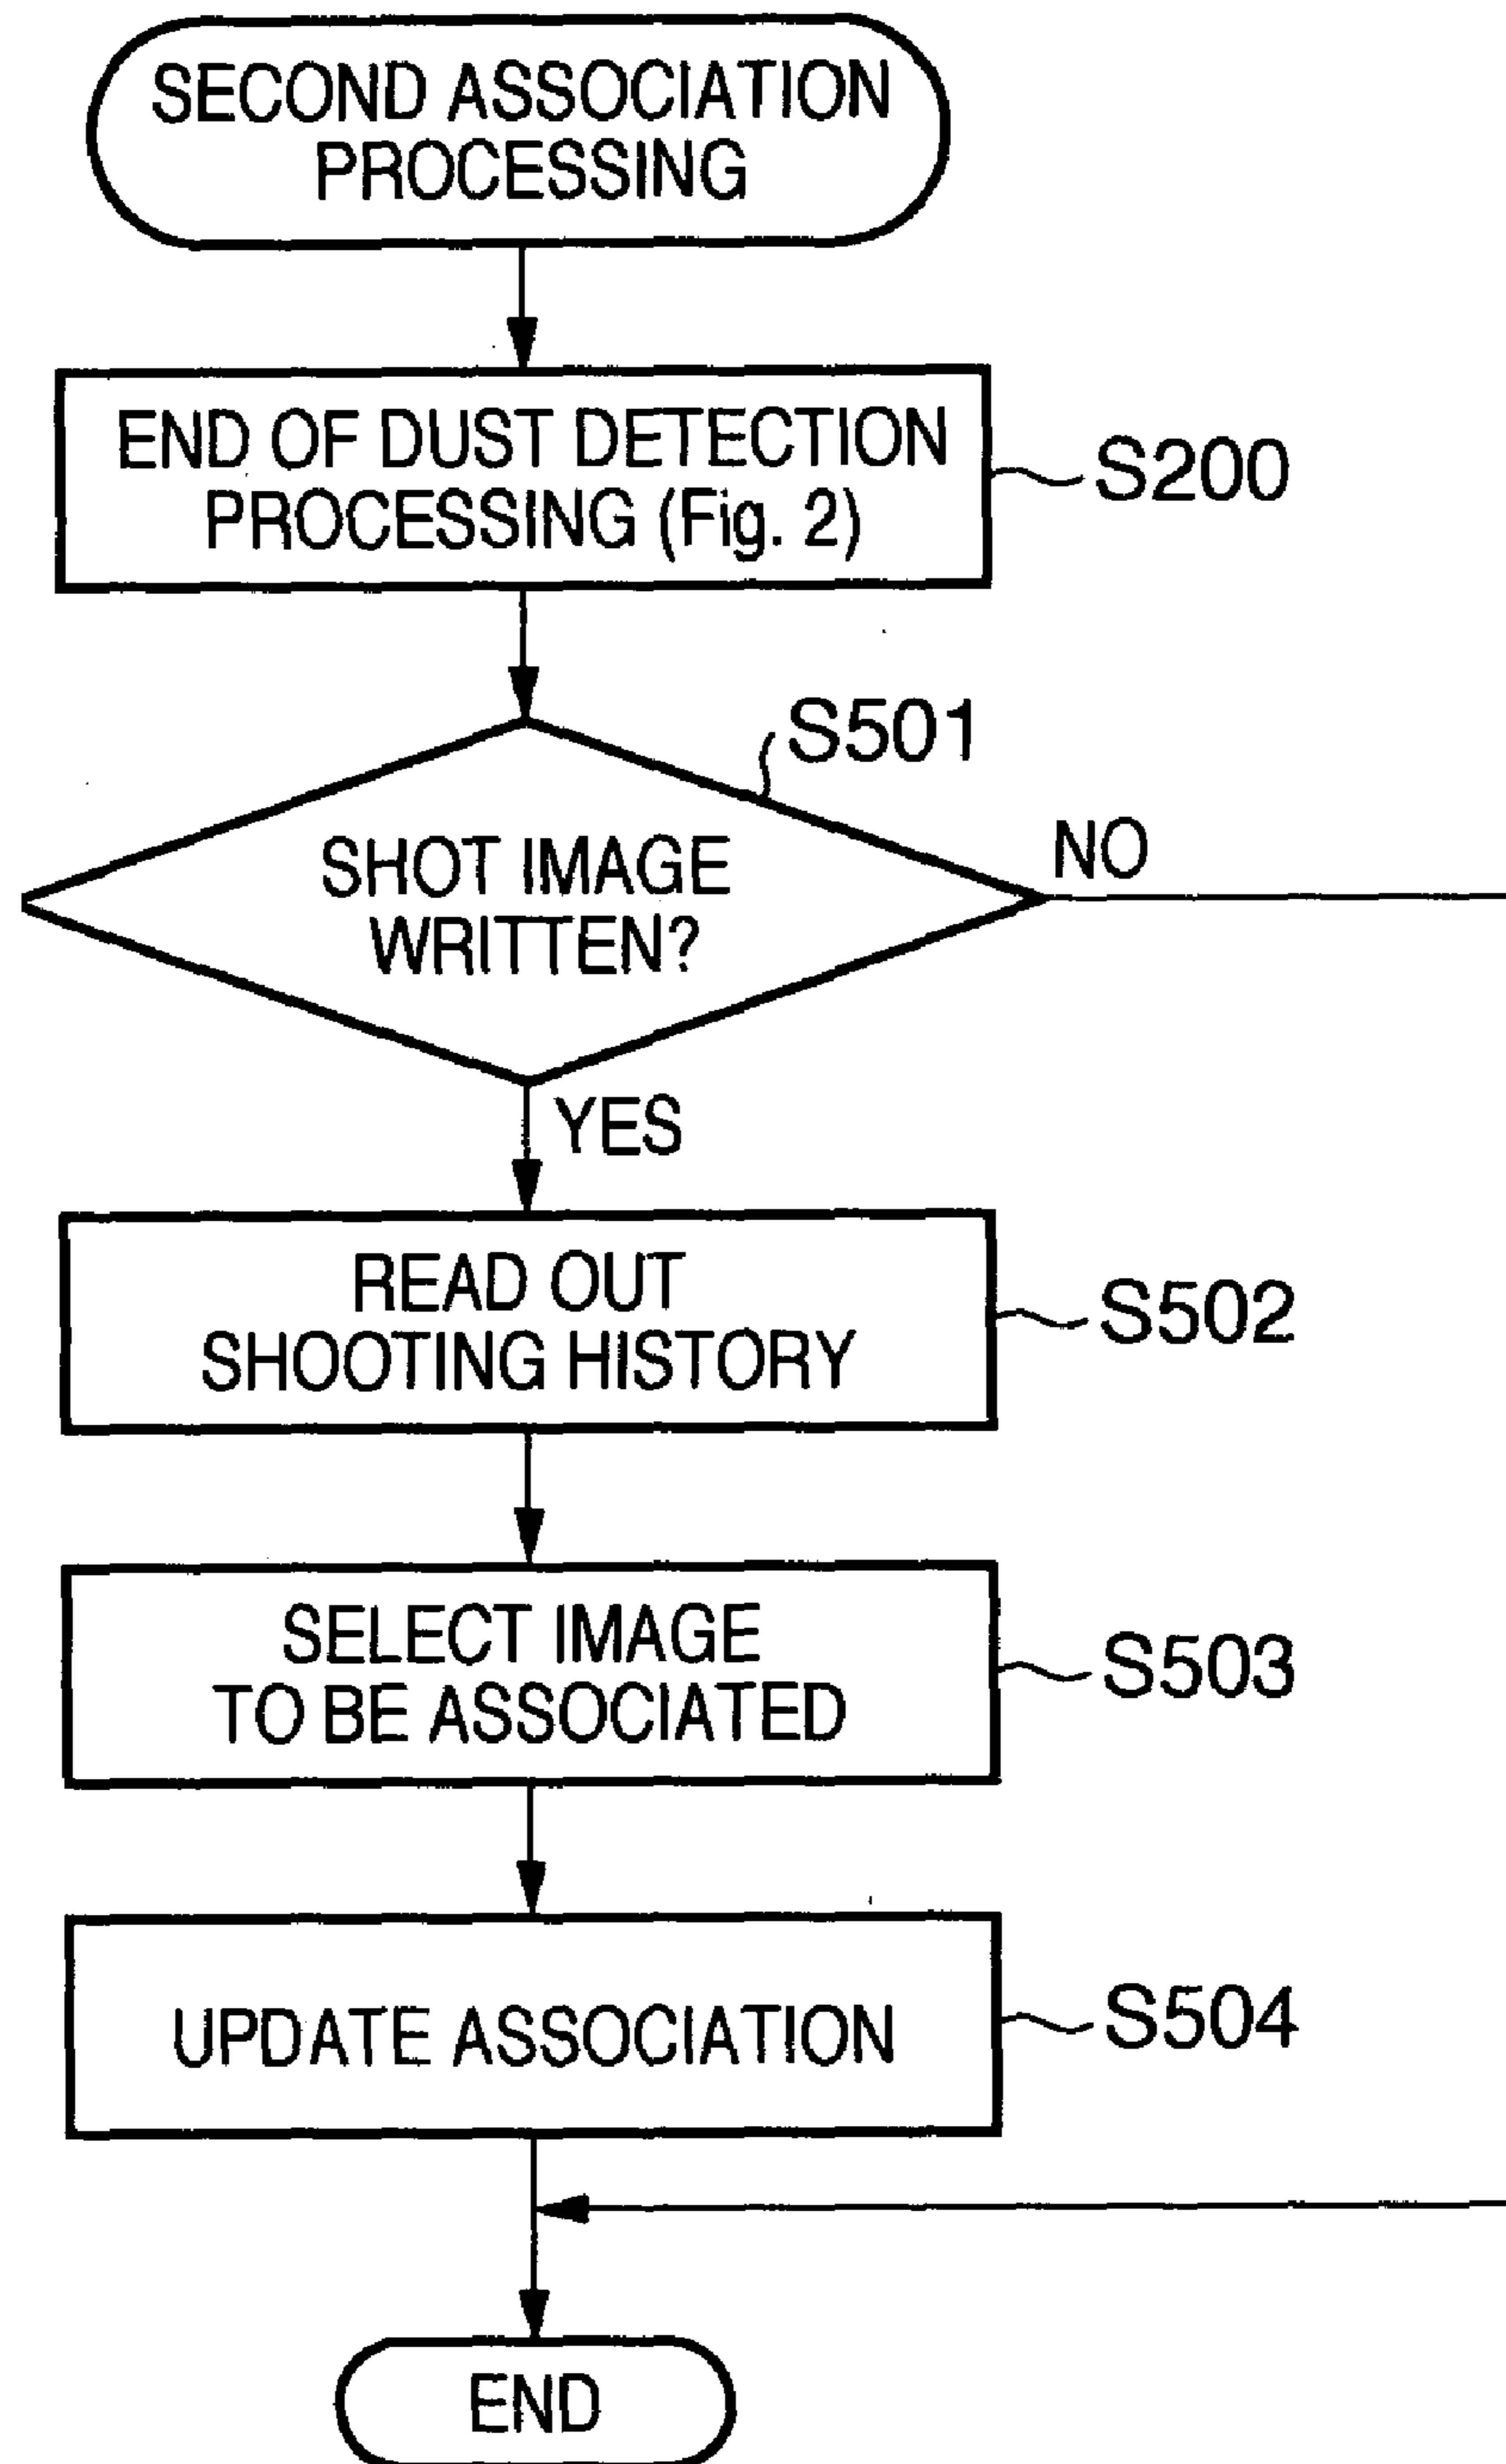 SECOND ASSOCIATION
PROCESSING
END OF DUST DETECTION
PROCESSING (Fig. 2)
S200
S501
SHOT IMAGE
WRITTEN?
NO
YES
READ OUT
SHOOTING HISTORY
S502
SELECT IMAGE
TO BE ASSOCIATED
S503
UPDATE ASSOCIATION
S504
END